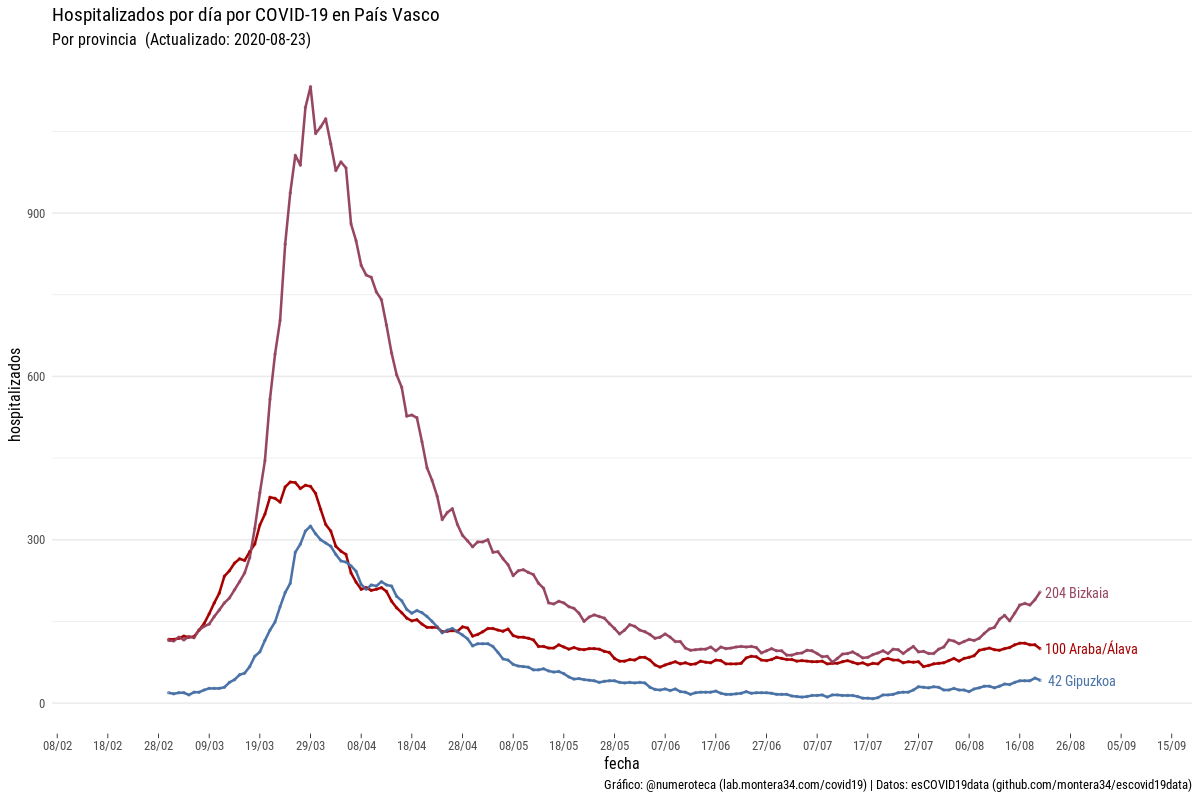 Hospitalizados por día por COVID-19 en País Vasco
Por provincia (Actualizado: 2020-08-23)
hospitalizados
900
600
300
0
204 Bizkaia
100 Araba/Álava
42 Gipuzkoa
08/02 18/02 28/02 09/03 19/03 29/03 08/04 18/04 28/04 08/05 18/05 28/05 07/06 17/06 27/06 07/07 17/07 27/07 06/08 16/08 26/08 05/09 15/09
fecha
Gráfico: @numeroteca (lab.montera34.com/covid19) | Datos: esCOVID19data (github.com/montera34/escovid19data)